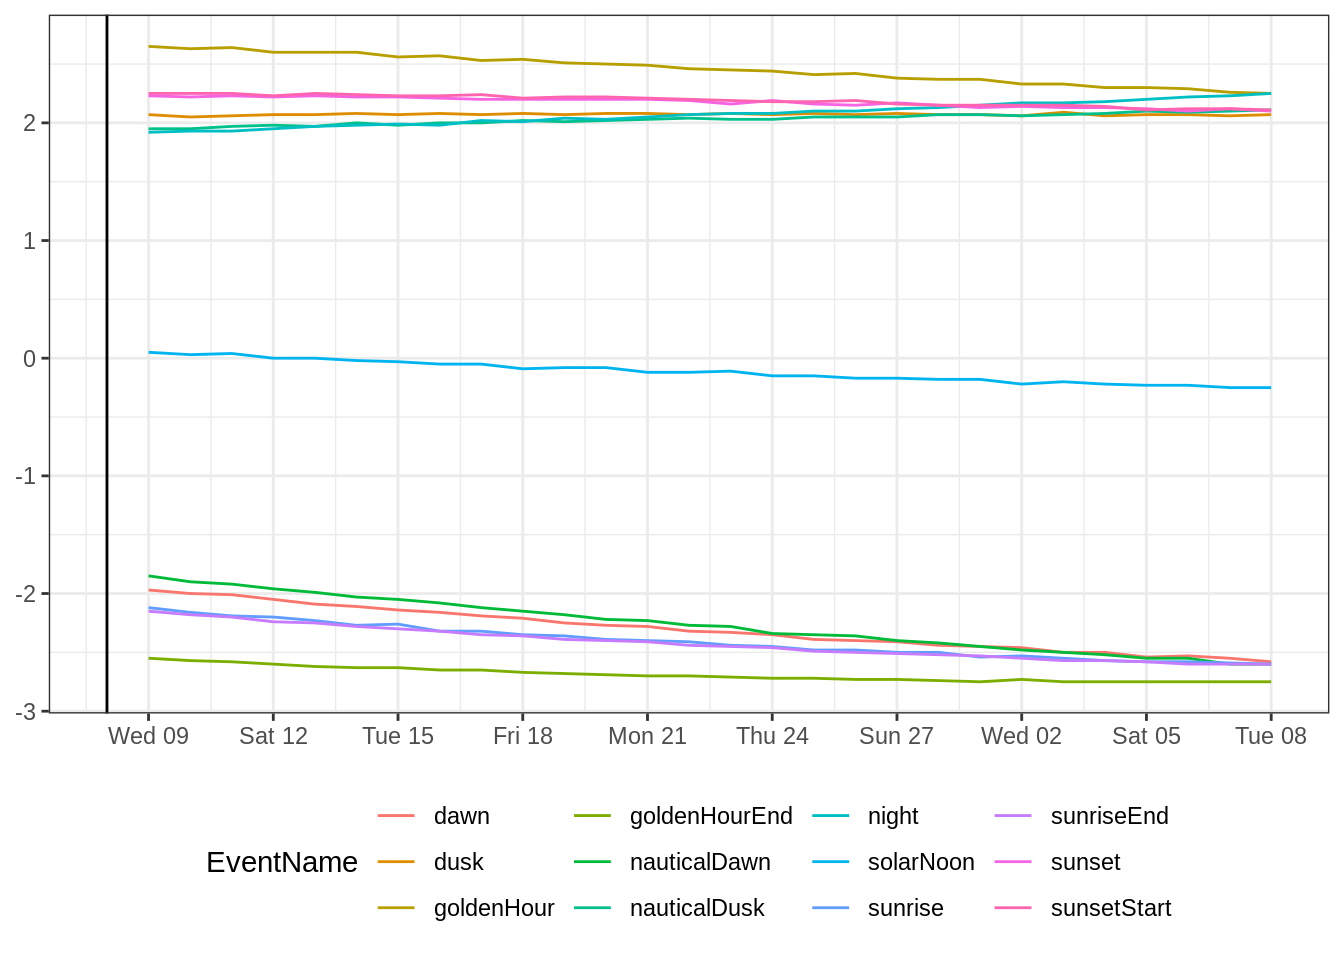 2
1
0
-1
-2
-3
Wed 09 Sat 12 Tue 15 Fri 18 Mon 21 Thu 24 Sun 27 Wed 02 Sat 05 Tue 08
dawn goldenHourEnd night sunriseEnd
EventName dusk nauticalDawn solarNoon sunset
goldenHour nauticalDusk sunrise sunsetStart